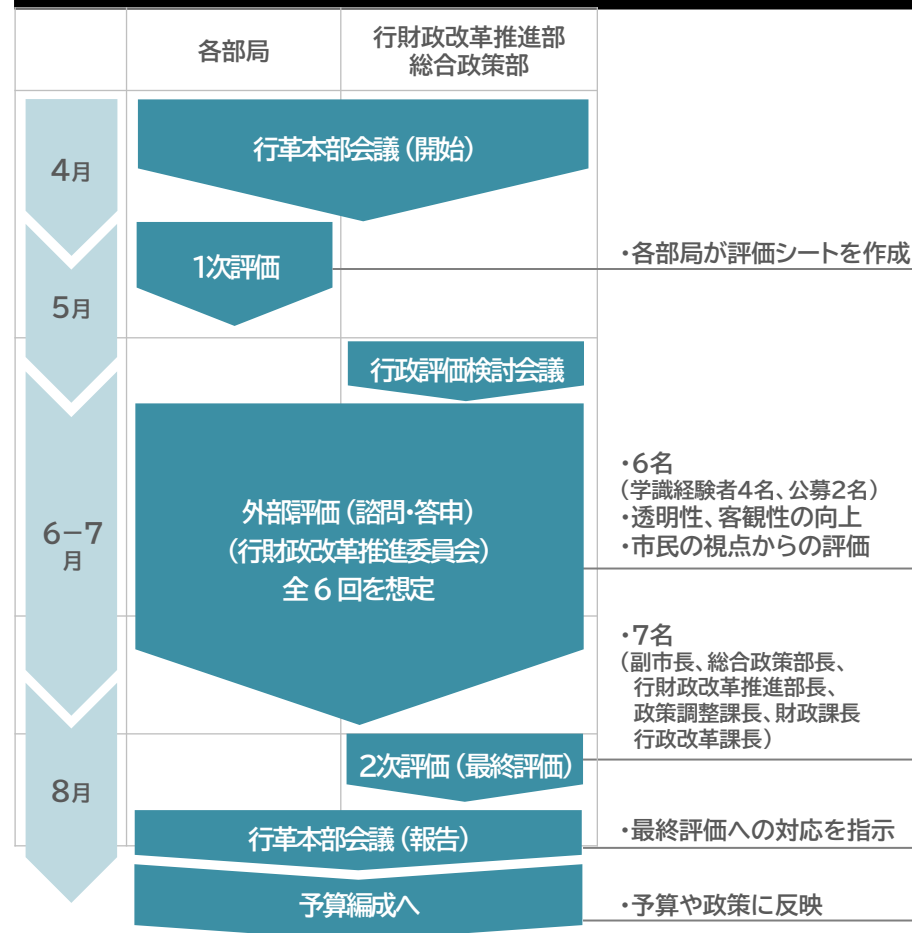 各部局
行財政改革推進部
総合政策部
4月
行革本部会議（開始）
1次評価
・各部局が評価シートを作成
5月
行政評価検討会議
6－7
月
外部評価（諮問・答申）
（行財政改革推進委員会）
全6回を想定
・6名
（学識経験者4名、公募2名）
・透明性、客観性の向上
・市民の視点からの評価
・7名
（副市長、総合政策部長、
行財政改革推進部長、
政策調整課長、財政課長
行政改革課長）
8月
2次評価（最終評価）
行革本部会議（報告）
・最終評価への対応を指示
予算編成へ
・予算や政策に反映